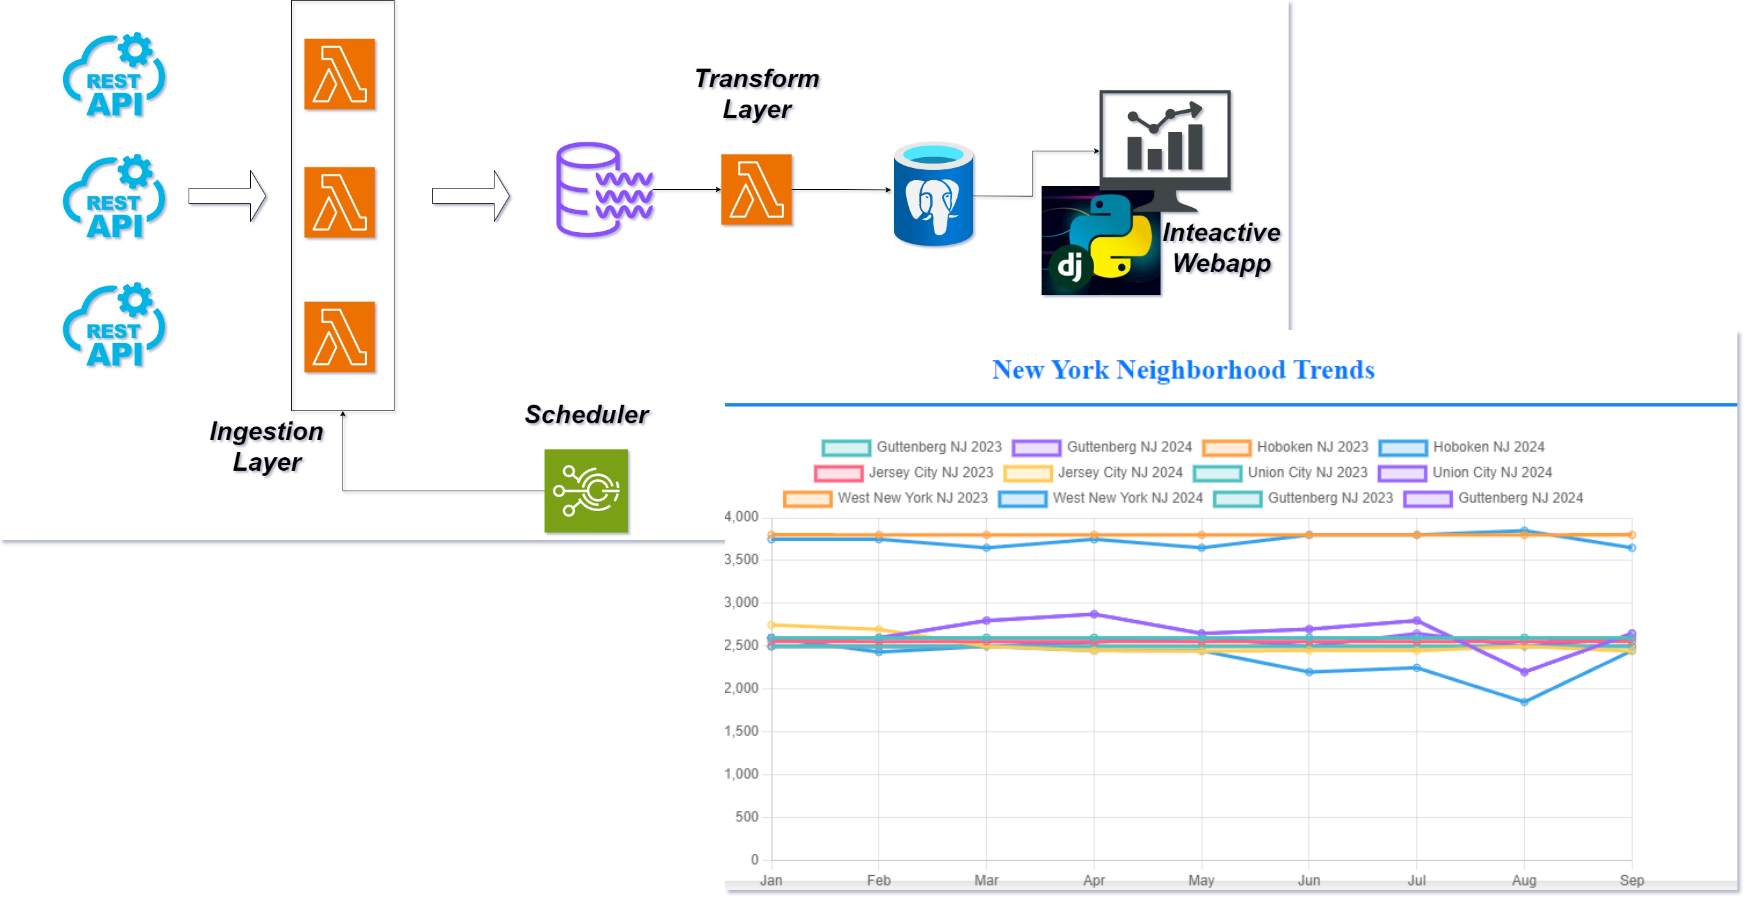 REST
API
REST
API
REST
API
Ingestion
Layer
Scheduler
Transform
Layer
dj
Inteactive
Webapp
New York Neighborhood Trends
Guttenberg NJ 2023 Guttenberg NJ 2024 Hoboken NJ 2023 Hoboken NJ 2024
Jersey City NJ 2023 Jersey City NJ 2024 Union City NJ 2023 Union City NJ 2024
West New York NJ 2023 West New York NJ 2024 Guttenberg NJ 2023 Guttenberg NJ 2024
4,000
3,500
3,000
2,500
2,000
1,500
1,000
500
0
Jan Feb Mar Apr May Jun Jul Aug Sep